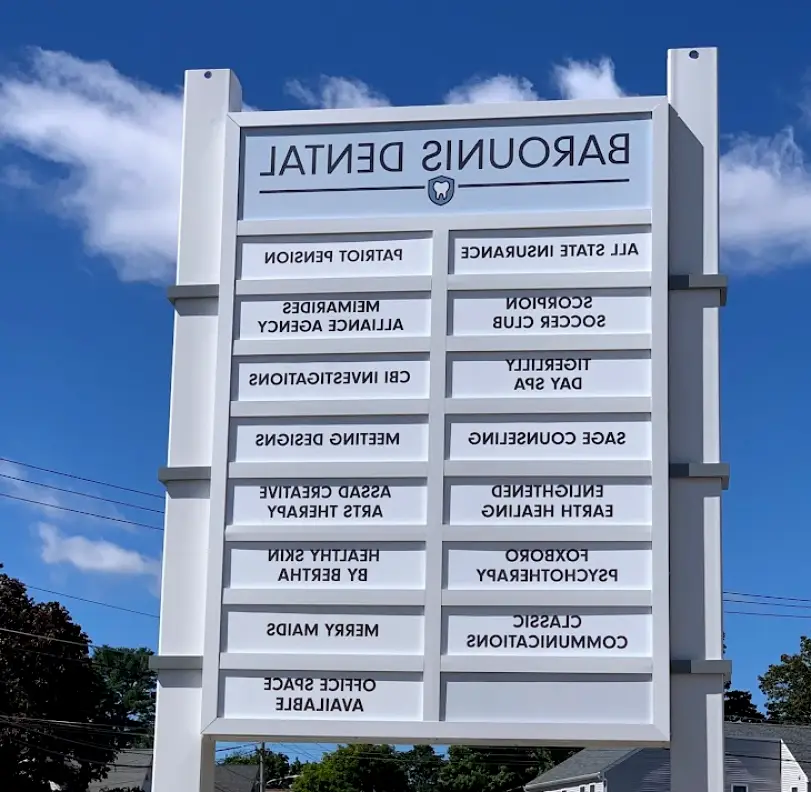 BAROUNIS DENTAL
ALL STATE INSURANCE
PATRIOT PENSION
SCORPION
SOCCER CLUB
MEIMARIDES
ALLIANCE AGENCY
TIGERLILLY
DAY SPA
CBI INVESTIGATIONS
SAGE COUNSELING
MEETING DESIGNS
ENLIGHTENED
EARTH HEALING
ASSAD CREATIVE
ARTS THERAPY
FOXBORO
PSYCHOTHERAPY
HEALTHY SKIN
BY BERTHA
CLASSIC
COMMUNICATIONS
MERRY MAIDS
OFFICE SPACE
AVAILABLE